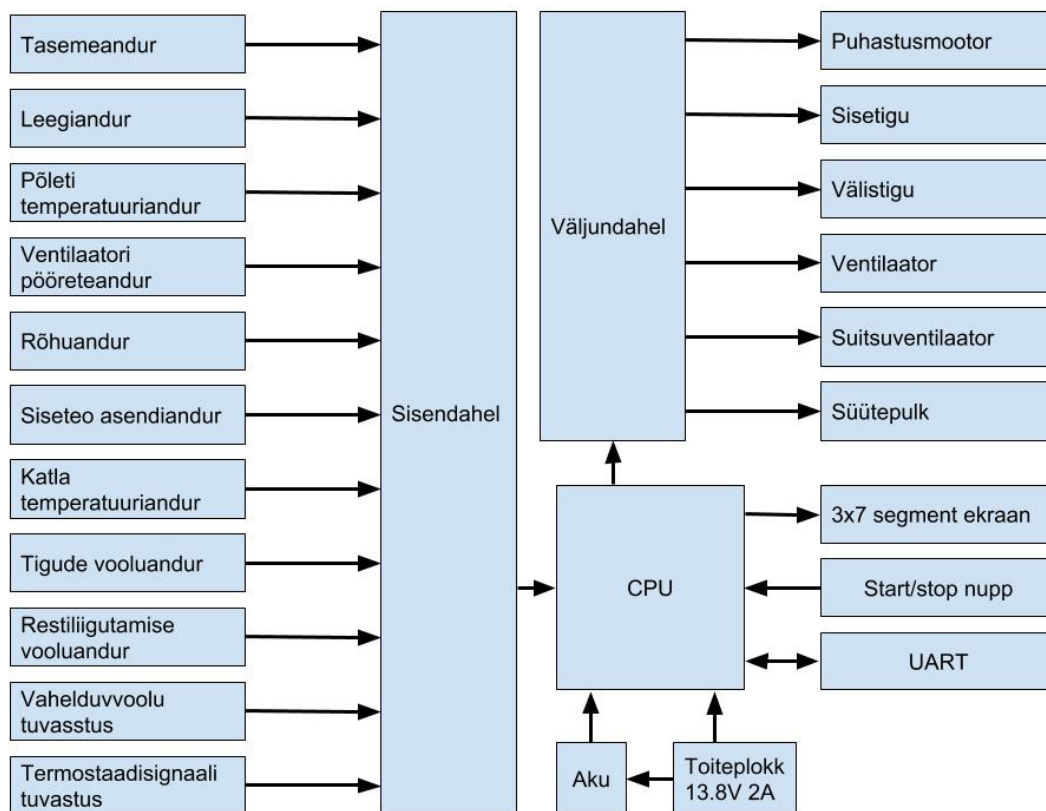 Tasemeandur
Leegiandur
Põleti
temperatuuriandur
Ventilaatori
pööreteandur
Rõhuandur
Siseteo asendiandur
Katla
temperatuuriandur
Tigude vooluandur
Restiliigutamise
vooluandur
Vahelduvvoolu
tuvasstus
Termostaadisignaali
tuvastus
Sisendahel
Väljundahel
Puhastusmootor
Sisetigu
Välistigu
Ventilaator
Suitsuventilaator
Süütepulk
CPU
3x7 segment ekraan
Start/stop nupp
UART
Aku
Toiteplokk
13.8V 2A